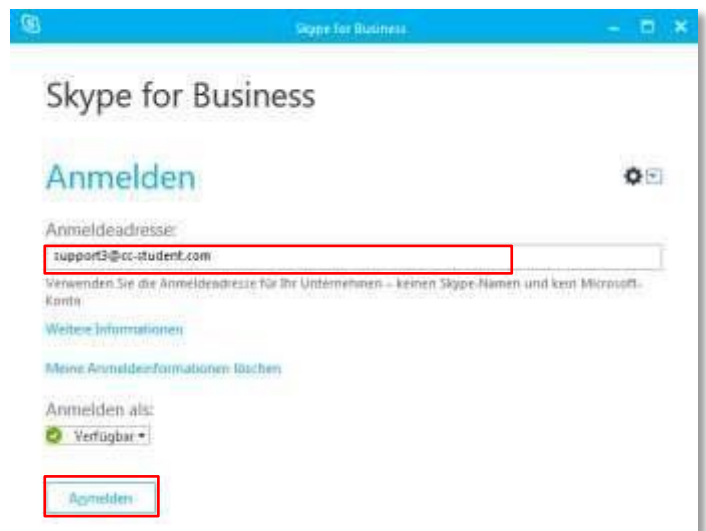 Skype for Business
Skype for Business
Anmelden
Anmeldeadresse:
support3@cc-student.com
Verwenden Sie die Anmeldeadresse für Ihr Unternehmen – keinen Skype-Namen und kein Microsoft-
Konto
Weitere Informationen
Meine Anmeldeinformationen löschen
Anmelden als:
Verfügbar
Anmelden